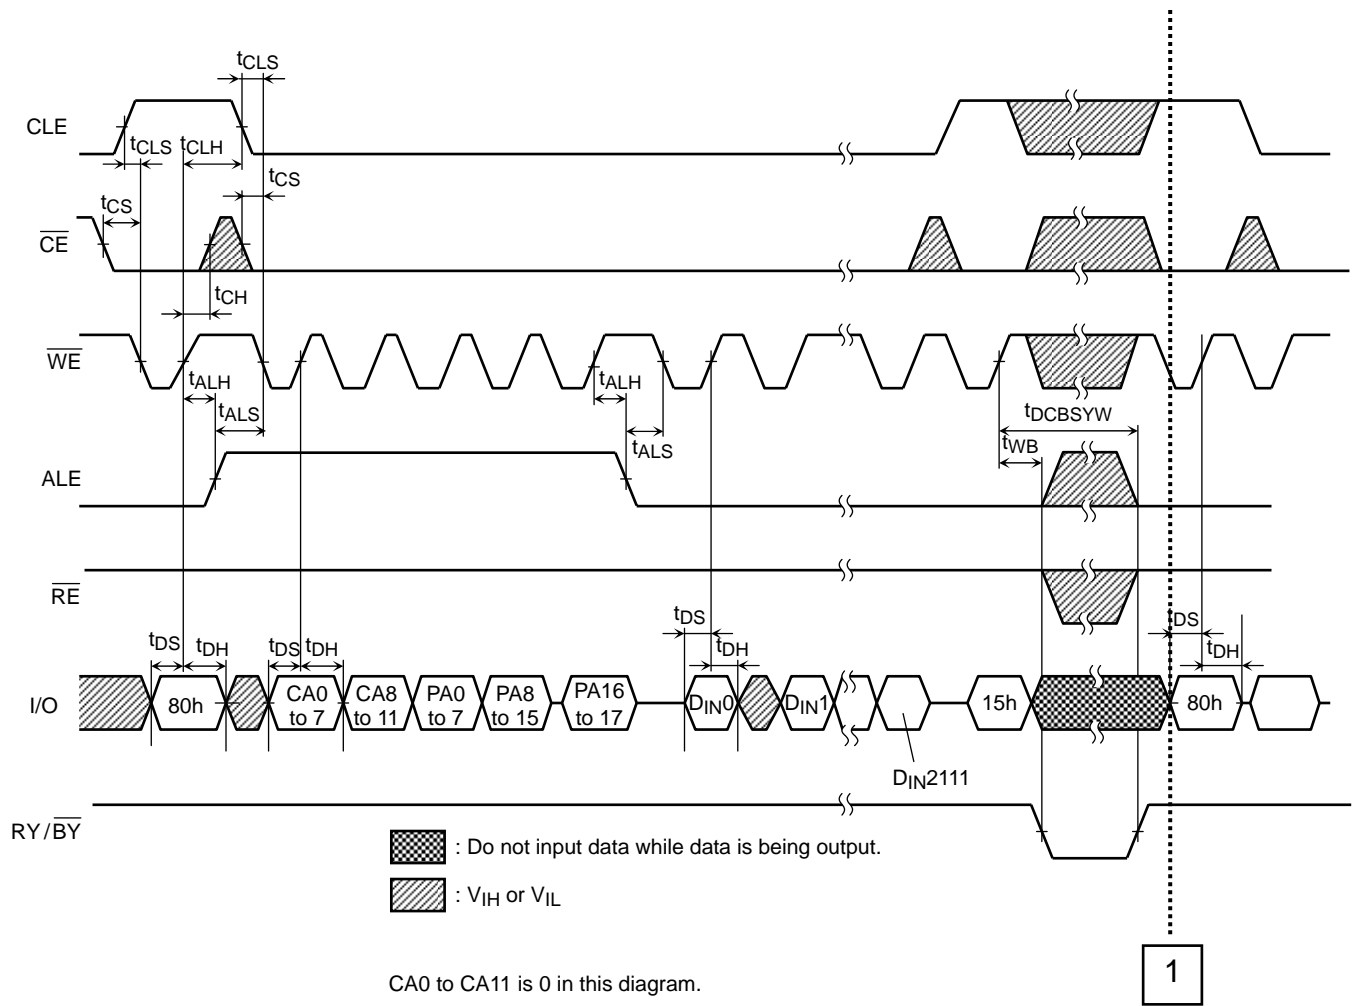 tCLS
CLE
tCLS
tCLH
tCS
tCS
CE
tCH
WE
tALH
tALS
tALH
tALS
tDCBSYW
tWB
ALE
RE
tDS
tDH
tDS
tDH
tDS
tDH
tDS
tDH
I/O
80h
CA0
to 7
CA8
to 11
PA0
to 7
PA8
to 15
PA16
to 17
DIN0
DIN1
15h
80h
DIN2111
RY/BY
: Do not input data while data is being output.
: VIH or VIL
CA0 to CA11 is 0 in this diagram.
1